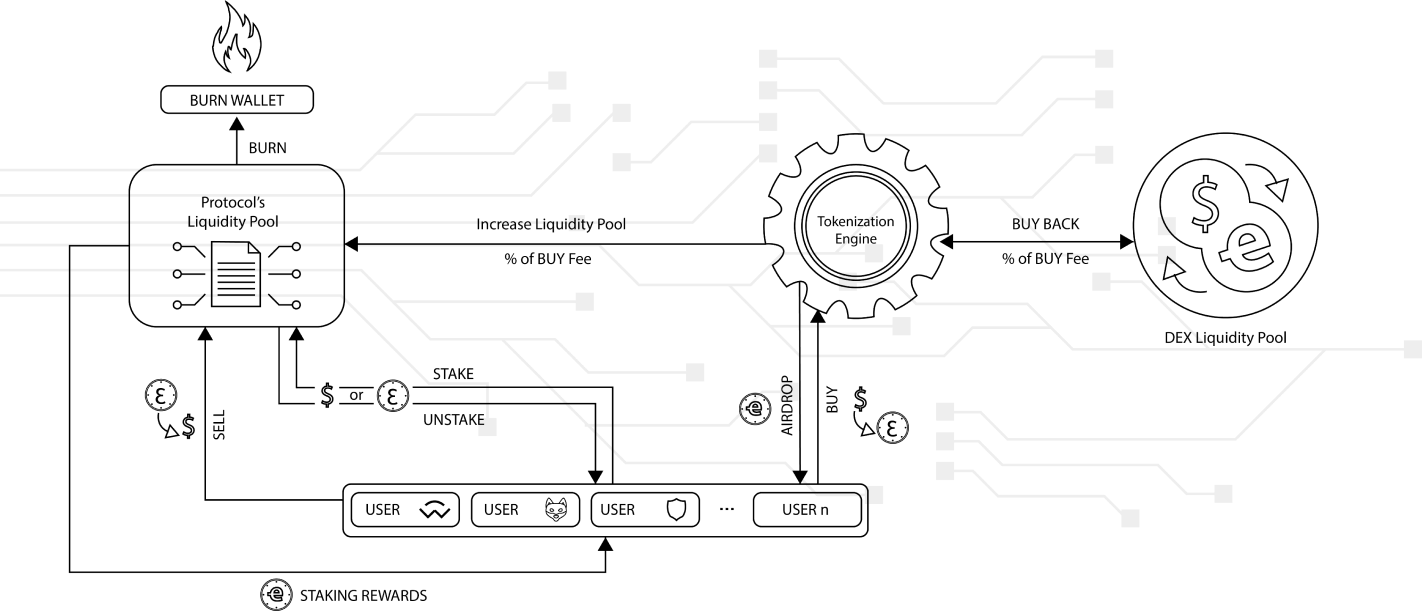 BURN WALLET
BURN
Protocol’s
Liquidity Pool
Increase Liquidity Pool
% of BUY Fee
Tokenization
Engine
BUY BACK
% of BUY Fee
$
DEX Liquidity Pool
STAKE
$ or
UNSTAKE
$
SELL
AIRDROP
BUY
$
USER
USER
USER
...
USER n
STAKING REWARDS